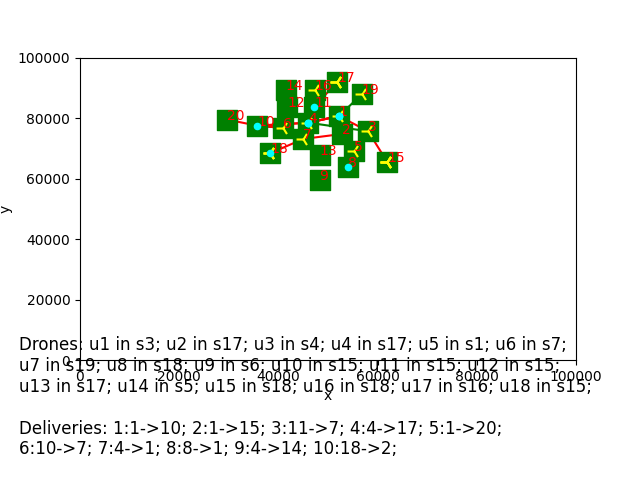 100000
80000
60000
40000
20000
0
0 20000 40000 60000 80000 100000
x
y
14
17
19
12
20
10
18
13
15
Drones: u1 in s3; u2 in s17; u3 in s4; u4 in s17; u5 in s1; u6 in s7;
u7 in s19; u8 in s18; u9 in s6; u10 in s15; u11 in s15; u12 in s15;
u13 in s17; u14 in s5; u15 in s18; u16 in s18; u17 in s16; u18 in s15;
Deliveries: 1:1->10; 2:1->15; 3:11->7; 4:4->17; 5:1->20;
6:10->7; 7:4->1; 8:8->1; 9:4->14; 10:18->2;